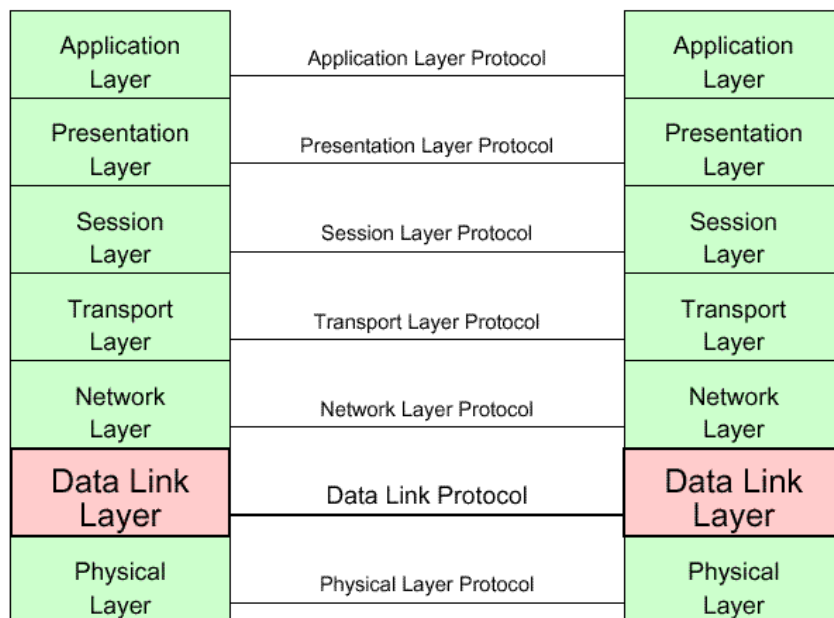 Application
Layer
Application Layer Protocol
Application
Layer
Presentation
Layer
Presentation Layer Protocol
Presentation
Layer
Session
Layer
Session Layer Protocol
Session
Layer
Transport
Layer
Transport Layer Protocol
Transport
Layer
Network
Layer
Network Layer Protocol
Network
Layer
Data Link
Layer
Data Link Protocol
Data Link
Layer
Physical
Layer
Physical Layer Protocol
Physical
Layer